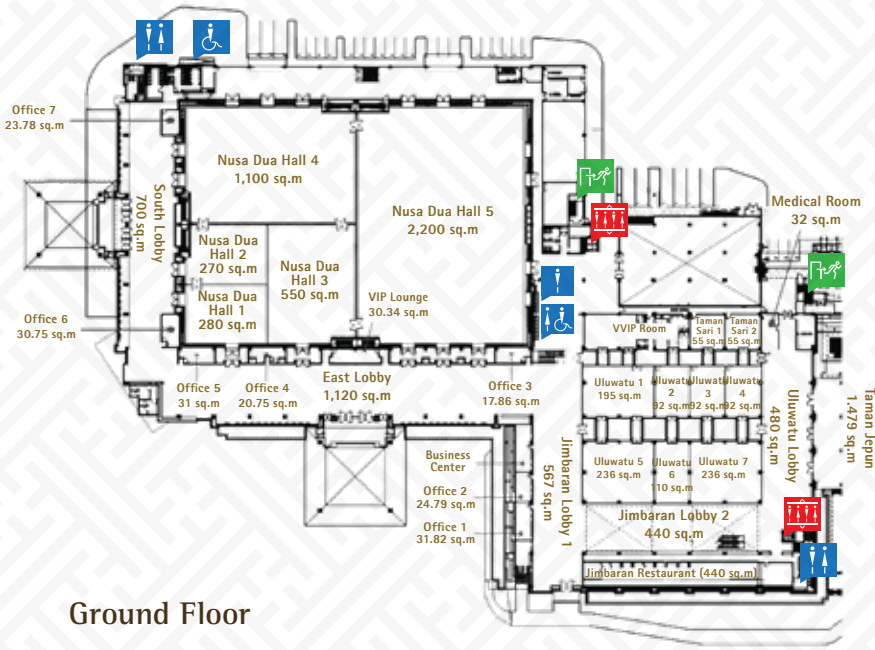 Office 7
23.78 sq.m
Nusa Dua Hall 4
1,100 sq.m
Nusa Dua Hall 5
2,200 sq.m
South Lobby
700 sq.m
Nusa Dua
Hall 2
270 sq.m
Nusa Dua
Hall 3
550 sq.m
Nusa Dua
Hall 1
280 sq.m
VIP Lounge
30.34 sq.m
Office 6
30.75 sq.m
Office 5
31 sq.m
Office 4
20.75 sq.m
East Lobby
1,120 sq.m
Office 3
17.86 sq.m
Medical Room
32 sq.m
VVIP Room
Taman
Sari 1
55 sq.m
Taman
Sari 2
55 sq.m
Uluwatu 1
195 sq.m
Uluwatu
2
92 sq.m
Uluwatu
3
92 sq.m
Uluwatu
4
92 sq.m
Uluwatu Lobby
480 sq.m
Taman Jepun
1.479 sq.m
Business
Center
Office 2
24.79 sq.m
Office 1
31.82 sq.m
Jimbaran Lobby 1
567 sq.m
Uluwatu 5
236 sq.m
Uluwatu
6
110 sq.m
Uluwatu 7
236 sq.m
Jimbaran Lobby 2
440 sq.m
Jimbaran Restaurant (440 sq.m)
Ground Floor